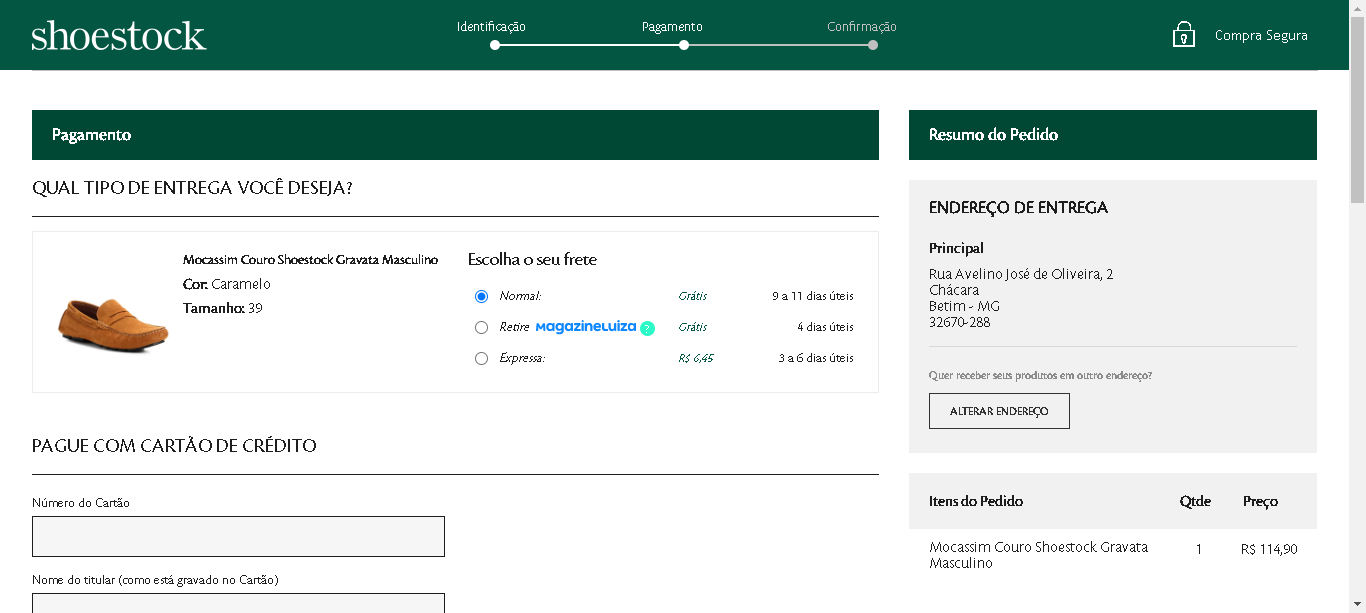 shoestock
Identificação
Pagamento
Confirmação
Compra Segura
Pagamento
QUAL TIPO DE ENTREGA VOCÊ DESEJA?
Mocassim Couro Shoestock Gravata Masculino
Cor: Caramelo
Tamanho: 39
Escolha o seu frete
Normal: Grátis 9 a 11 dias úteis
Retire magazineluiza ? Grátis 4 dias úteis
Expressa: R$ 6,45 3 a 6 dias úteis
PAGUE COM CARTÃO DE CRÉDITO
Número do Cartão
Nome do titular (como está gravado no Cartão)
Resumo do Pedido
ENDEREÇO DE ENTREGA
Principal
Rua Avelino José de Oliveira, 2
Chácara
Betim - MG
32670-288
Quer receber seus produtos em outro endereço?
ALTERAR ENDEREÇO
Itens do Pedido Qtde Preço
Mocassim Couro Shoestock Gravata 1 R$ 114,90
Masculino